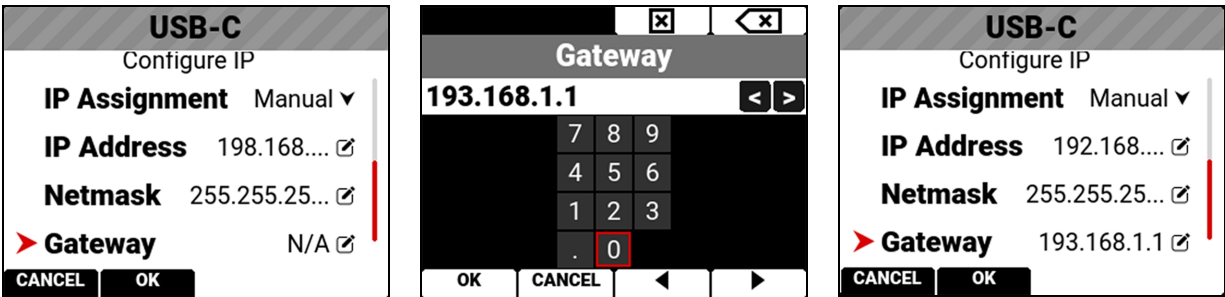 USB-C
Configure IP
IP Assignment Manual
IP Address 198.168....
Netmask 255.255.25...
Gateway N/A
CANCEL OK
Gateway
193.168.1.1 < >
7 8 9
4 5 6
1 2 3
. 0
OK CANCEL
USB-C
Configure IP
IP Assignment Manual
IP Address 192.168....
Netmask 255.255.25...
Gateway 193.168.1.1
CANCEL OK